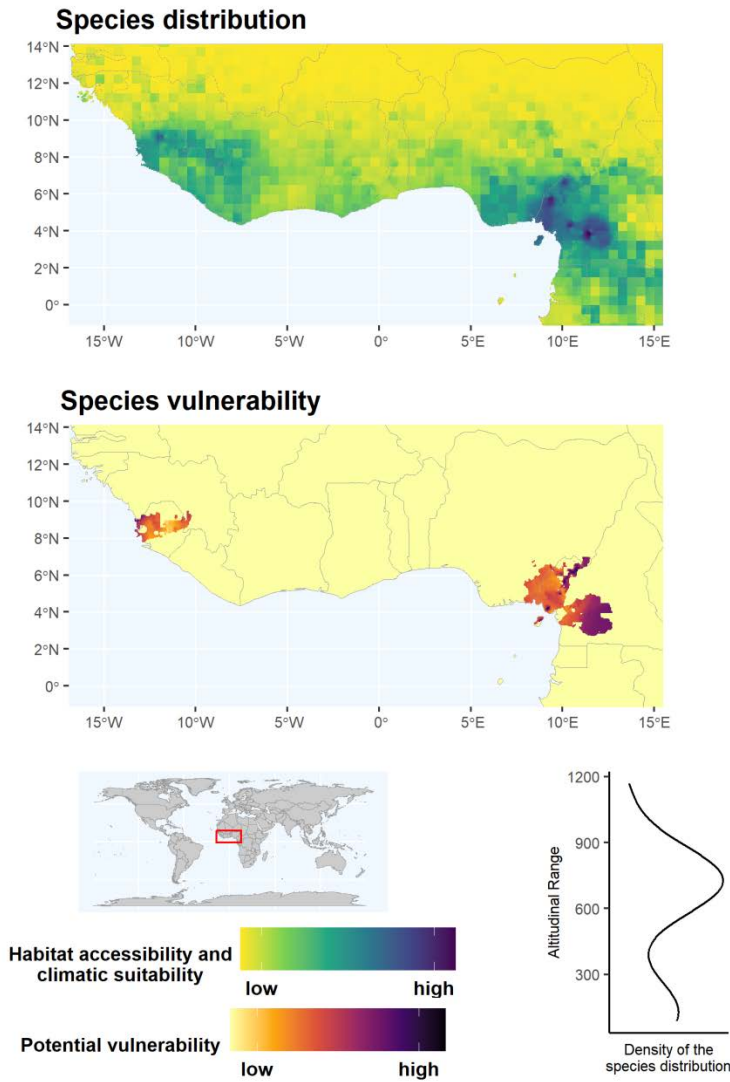 Species distribution
14°N
12°N
10°N
8°N
6°N
4°N
2°N
0°
15°W
10°W
5°W
0°
5°E
10°E
15°E
Species vulnerability
14°N
12°N
10°N
8°N
6°N
4°N
2°N
0°
15°W
10°W
5°W
0°
5°E
10°E
15°E
1200
900
600
300
Altitudinal Range
Density of the
species distribution
Habitat accessibility and
climatic suitability
low
high
Potential vulnerability
low
high